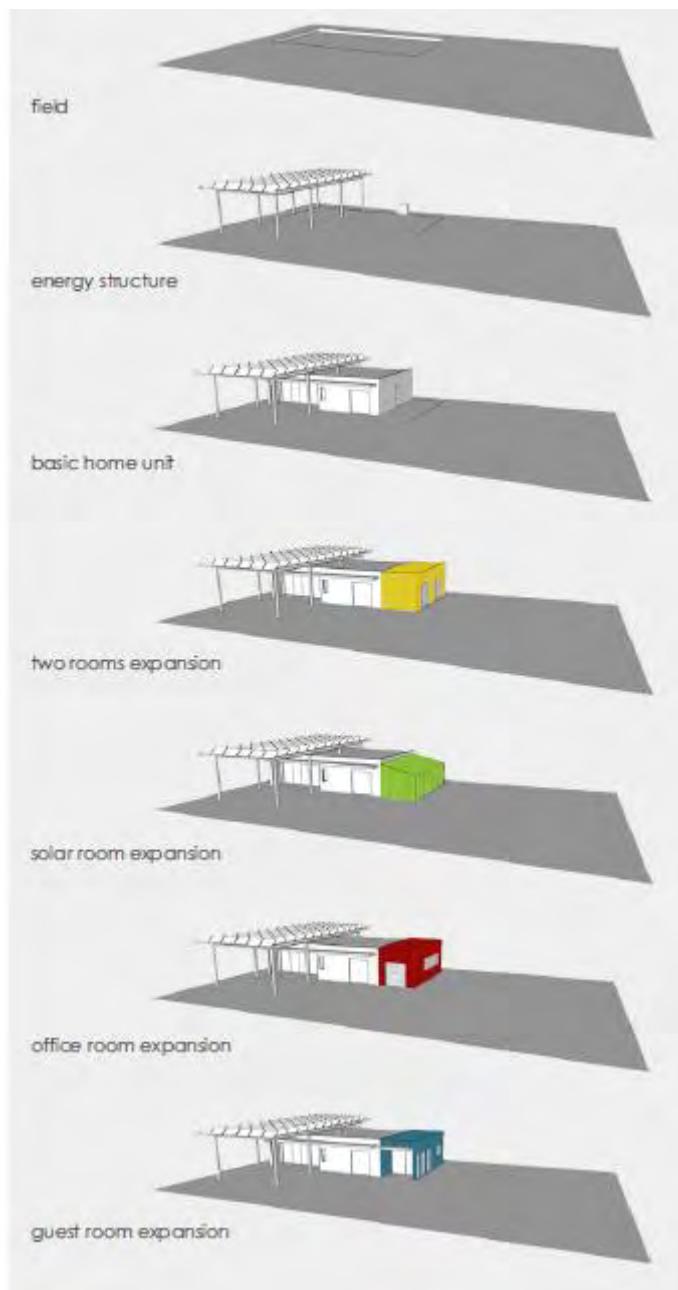 field
energy structure
basic home unit
two rooms expansion
solar room expansion
office room expansion
guest room expansion